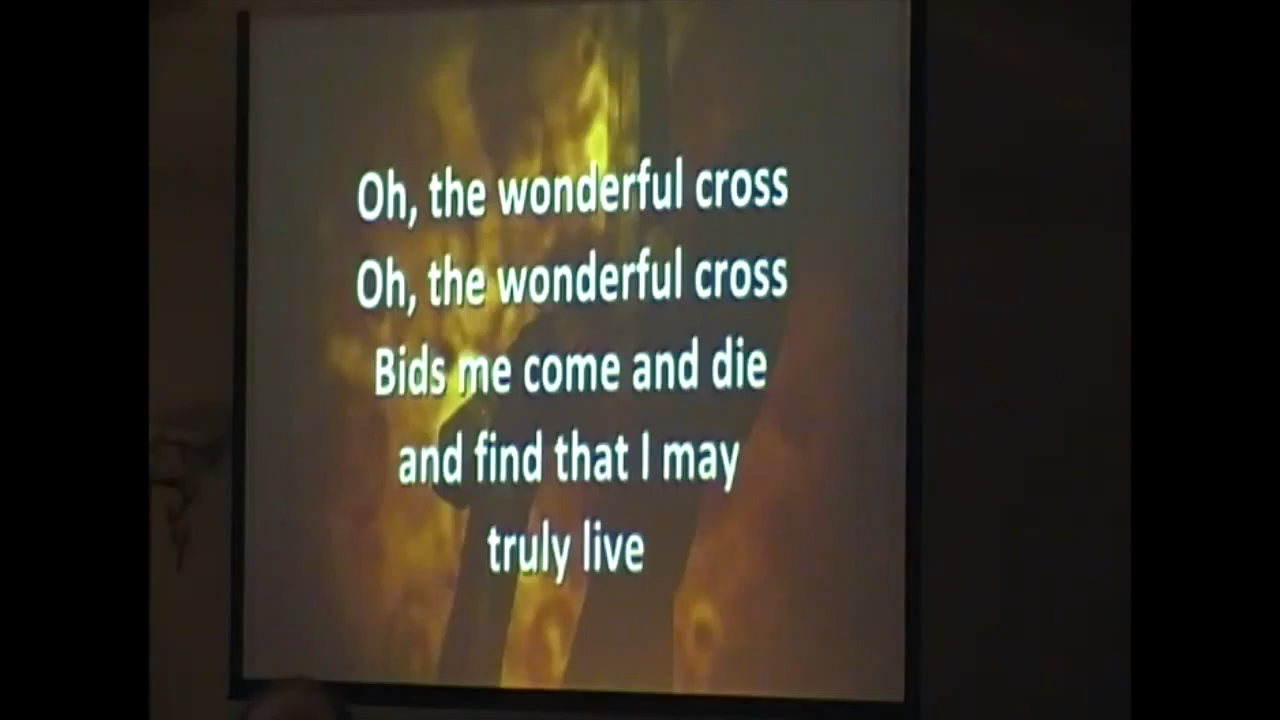 Oh, the wonderful cross
Oh, the wonderful cross
Bids me come and die
and find that I may
truly live